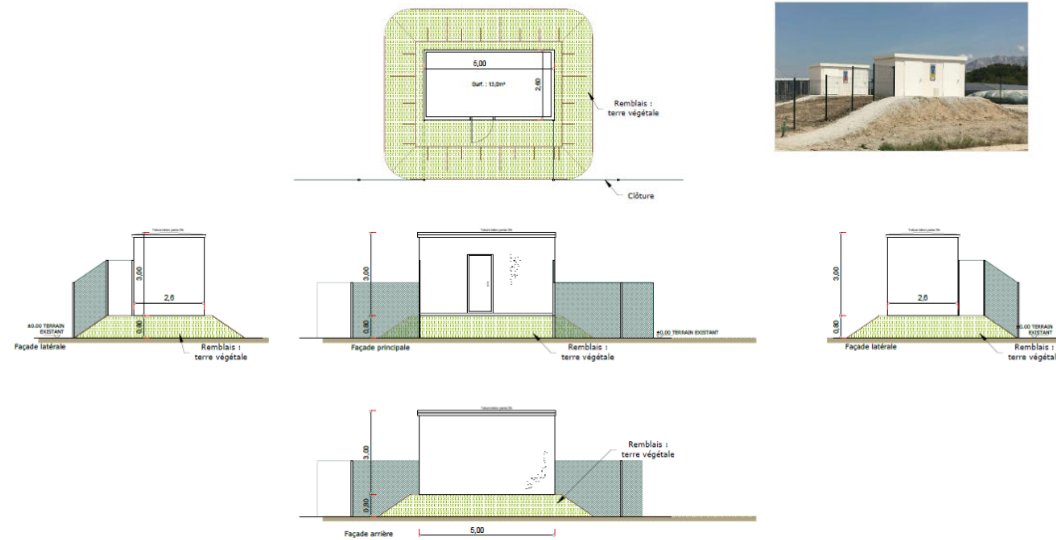 5,00
Surf. : 13,0m²
2,60
Remblais :
terre végétale
Clôture
3,00
2,6
0,80
±0.00 TERRAIN
EXISTANT
Façade latérale
Remblais :
terre végétale
3,00
0,80
±0,00 TERRAIN EXISTANT
Façade principale
Remblais :
terre végétale
3,00
2,6
0,80
±0.00 TERRAIN
EXISTANT
Façade latérale
Remblais :
terre végétale
3,00
0,80
Remblais :
terre végétale
Façade arrière
5,00